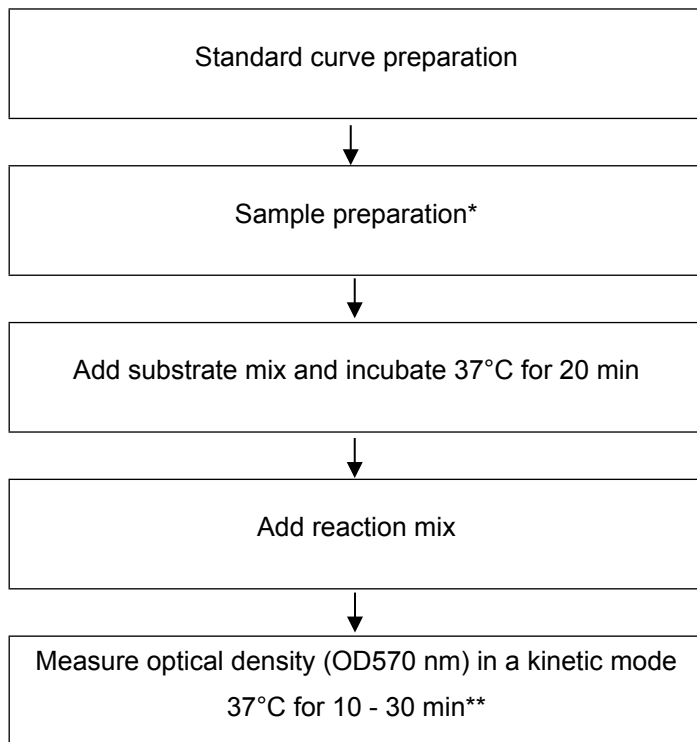 Standard curve preparation
Sample preparation*
Add substrate mix and incubate 37°C for 20 min
Add reaction mix
Measure optical density (OD570 nm) in a kinetic mode
37°C for 10 - 30 min**